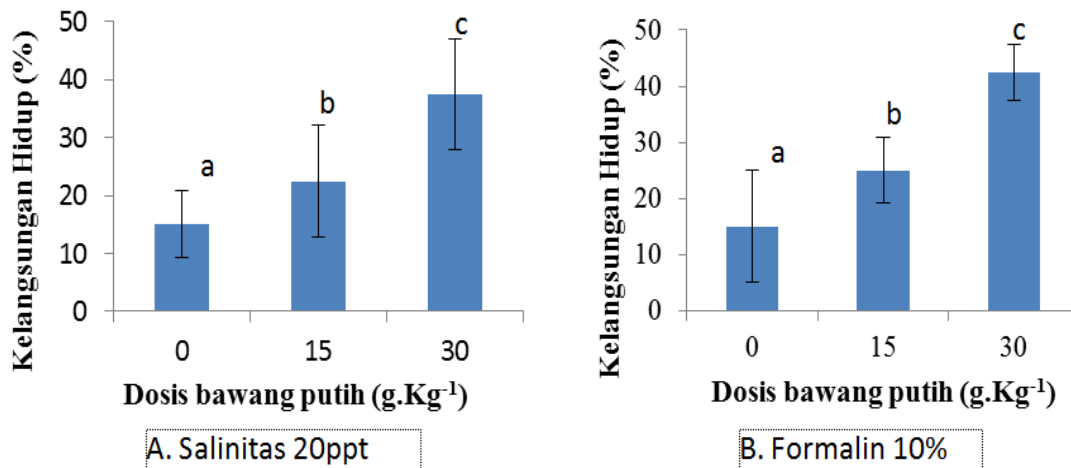 Kelangsungan Hidup (%)
50
40
30
20
10
0
a
b
c
0 15 30
Dosis bawang putih (g.Kg⁻¹)
A. Salinitas 20ppt
Kelangsungan Hidup (%)
50
40
30
20
10
0
a
b
c
0 15 30
Dosis bawang putih (g.Kg⁻¹)
B. Formalin 10%